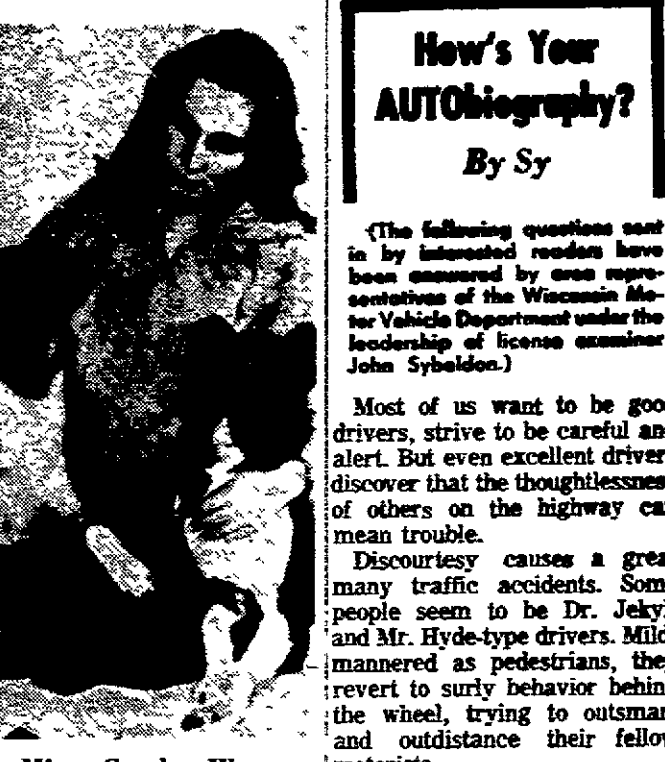 How's Your
AUTObiography?
By Sy
(The following questions sent
in by interested readers have
been answered by area repre-
sentatives of the Wisconsin Mo-
tor Vehicle Department under the
leadership of license examiner
John Sybeldon.)
Most of us want to be goo
drivers, strive to be careful an
alert. But even excellent driver
discover that the thoughtlessnes
of others on the highway ca
mean trouble.
Discourtesy causes a grea
many traffic accidents. Som
people seem to be Dr. Jekyl
and Mr. Hyde-type drivers. Mild
mannered as pedestrians, the
revert to surly behavior behin
the wheel, trying to outsmar
and outdistance their fellow